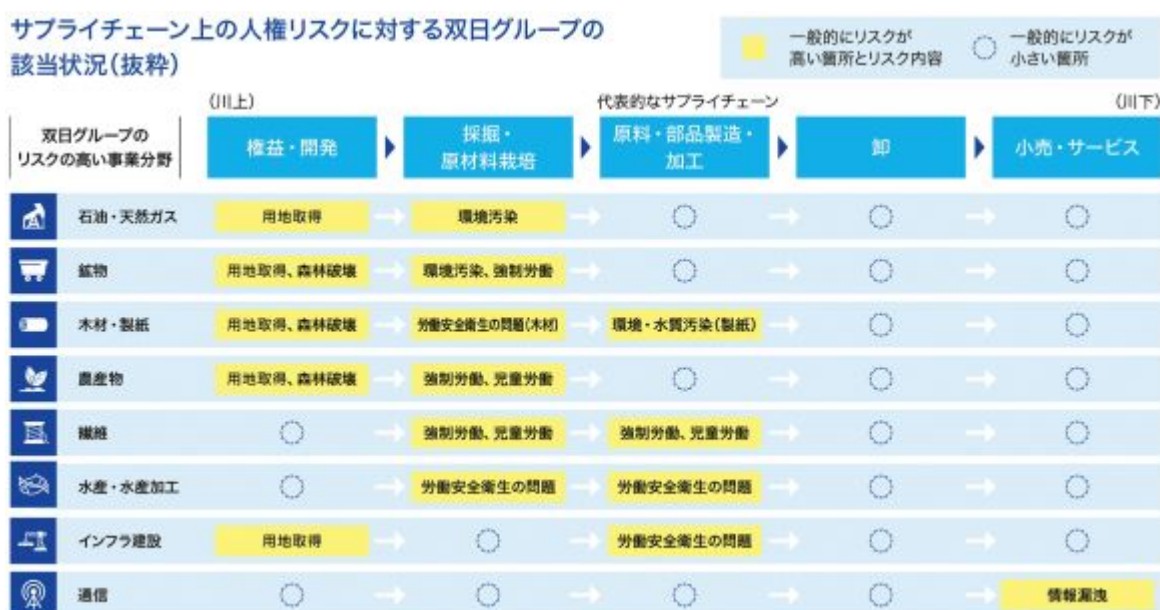 サプライチェーン上の人権リスクに対する双日グループの
該当状況(抜粋)
一般的にリスクが
高い箇所とリスク内容
一般的にリスクが
小さい箇所
(川上)
代表的なサプライチェーン
(川下)
双日グループの
リスクの高い事業分野
権益・開発
採掘・
原材料栽培
原料・部品製造・
加工
卸
小売・サービス
石油・天然ガス 用地取得 環境汚染
鉱物 用地取得、森林破壊 環境汚染、強制労働
木材・製紙 用地取得、森林破壊 労働安全衛生の問題(木材) 環境・水質汚染(製紙)
農産物 用地取得、森林破壊 強制労働、児童労働
繊維 強制労働、児童労働 強制労働、児童労働
水産・水産加工 労働安全衛生の問題 労働安全衛生の問題
インフラ建設 用地取得 労働安全衛生の問題
通信 情報漏洩